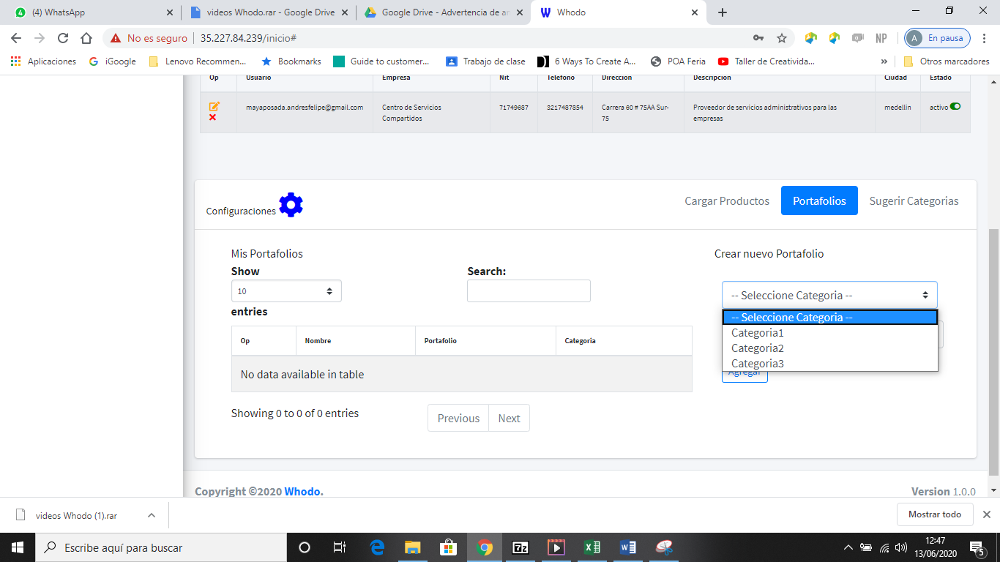 (4) WhatsApp
videos Whodo.rar - Google Drive
Google Drive - Advertencia de an
Whodo
No es seguro
35.227.84.239/inicio#
NP
A
En pausa
Aplicaciones
iGoogle
Lenovo Recommen...
Bookmarks
Guide to customer...
Trabajo de clase
6 Ways To Create A...
POA Feria
Taller de Creativida...
»
Otros marcadores
Op
Usuario
Empresa
Nit
Telefono
Direccion
Descripcion
Ciudad
Estado
mayaposada.andresfelipe@gmail.com
Centro de Servicios
Compartidos
71749687
3217487854
Carrera 60 # 75AA Sur-
75
Proveedor de servicios administrativos para las
empresas
medellin
activo
Configuraciones
Cargar Productos
Portafolios
Sugerir Categorias
Mis Portafolios
Crear nuevo Portafolio
Show
Search:
10
entries
-- Seleccione Categoria --
-- Seleccione Categoria --
Categoria1
Categoria2
Categoria3
Agregar
Op
Nombre
Portafolio
Categoria
No data available in table
Showing 0 to 0 of 0 entries
Previous
Next
Copyright ©2020 Whodo.
Version 1.0.0
videos Whodo (1).rar
Mostrar todo
Escribe aquí para buscar
7z
12:47
13/06/2020
5